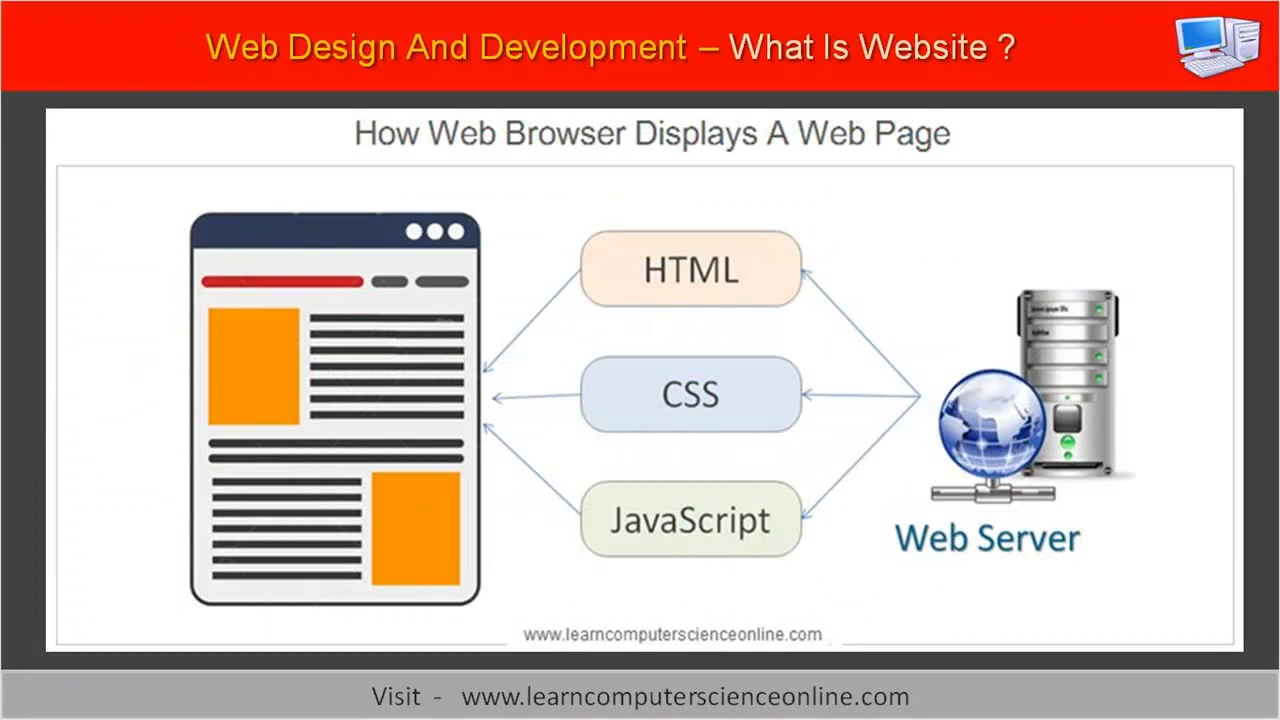 Web Design And Development – What Is Website ?
How Web Browser Displays A Web Page
HTML
CSS
JavaScript
Web Server
www.learncomputerscienceonline.com
Visit - www.learncomputerscienceonline.com